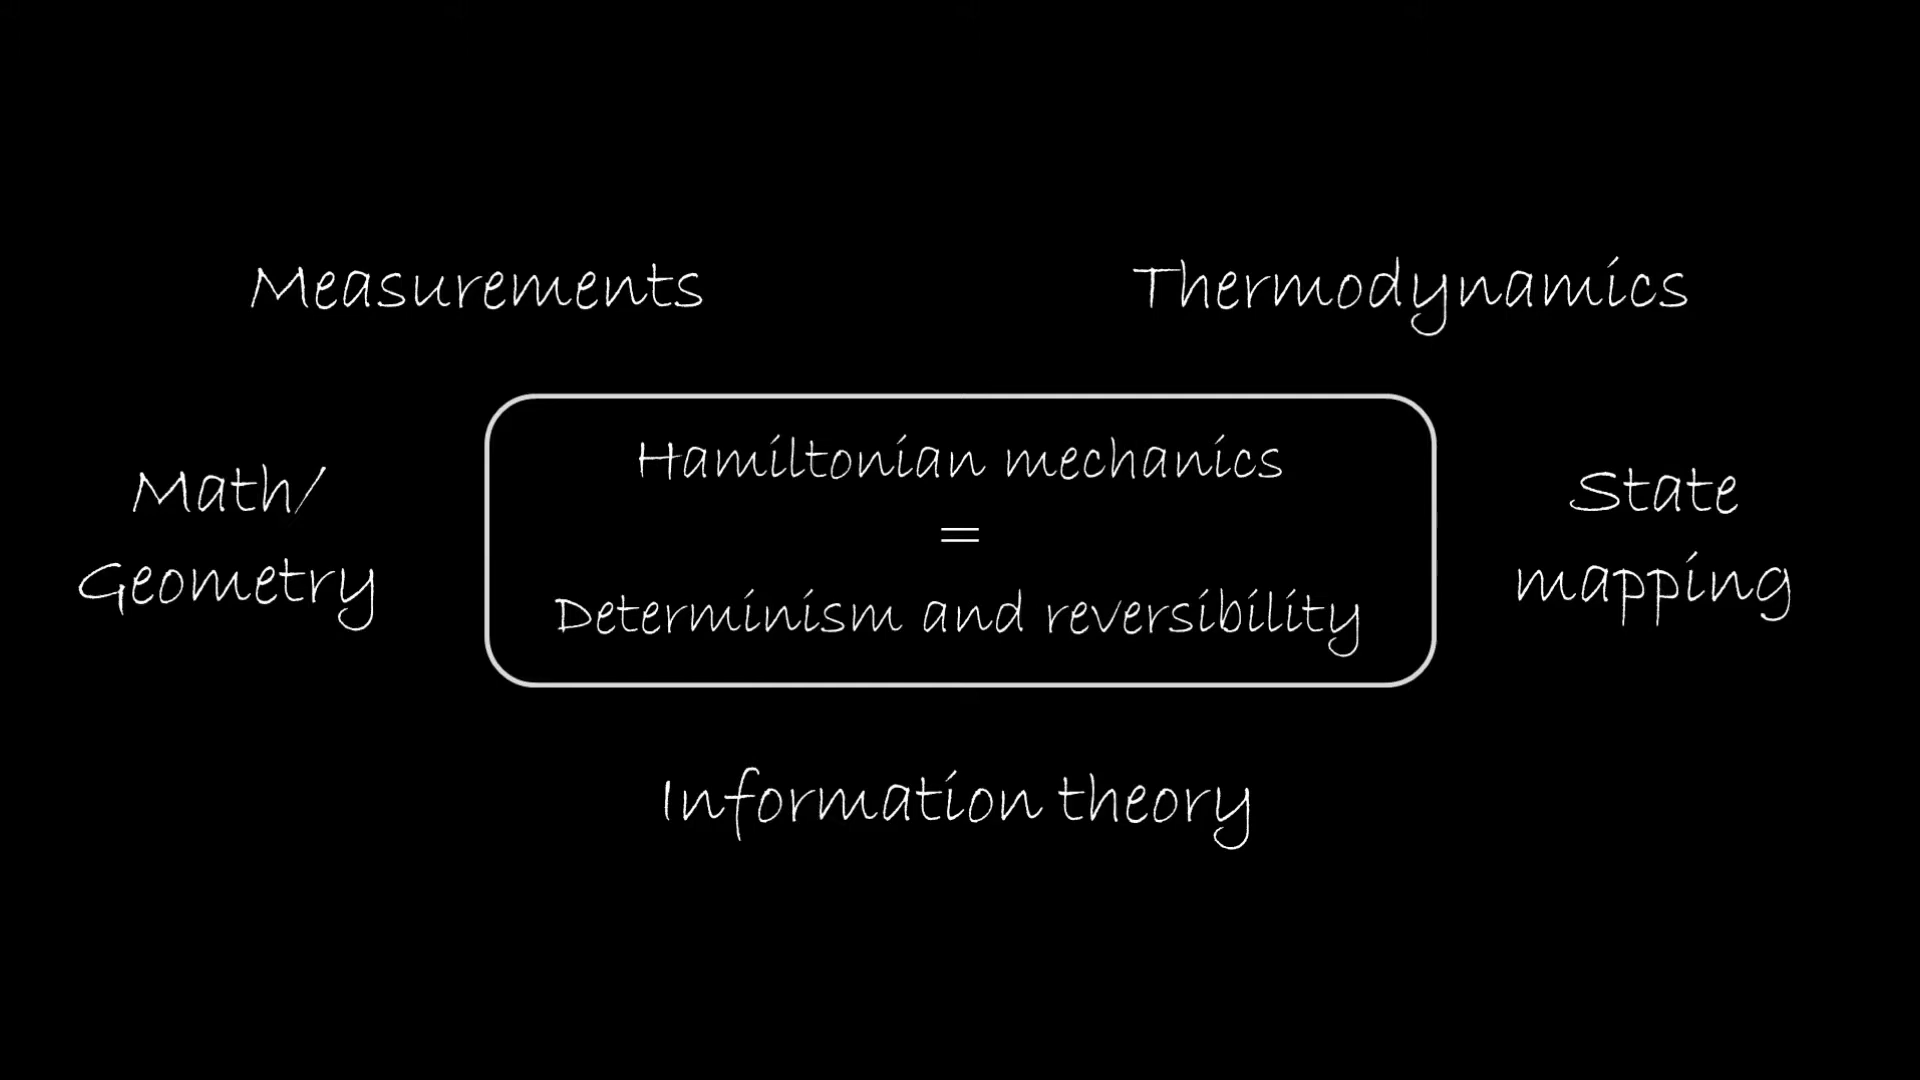 Measurements
Thermodynamics
Hamiltonian mechanics
=
Determinism and reversibility
Math/
Geometry
State
mapping
Information theory